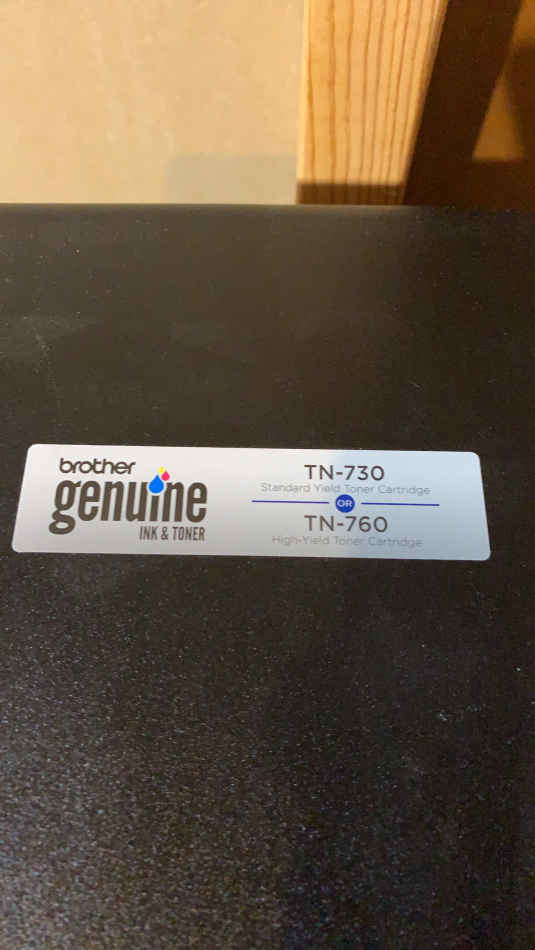 brother
genuine
INK & TONER
TN-730
Standard Yield Toner Cartridge
OR
TN-760
High-Yield Toner Cartridge